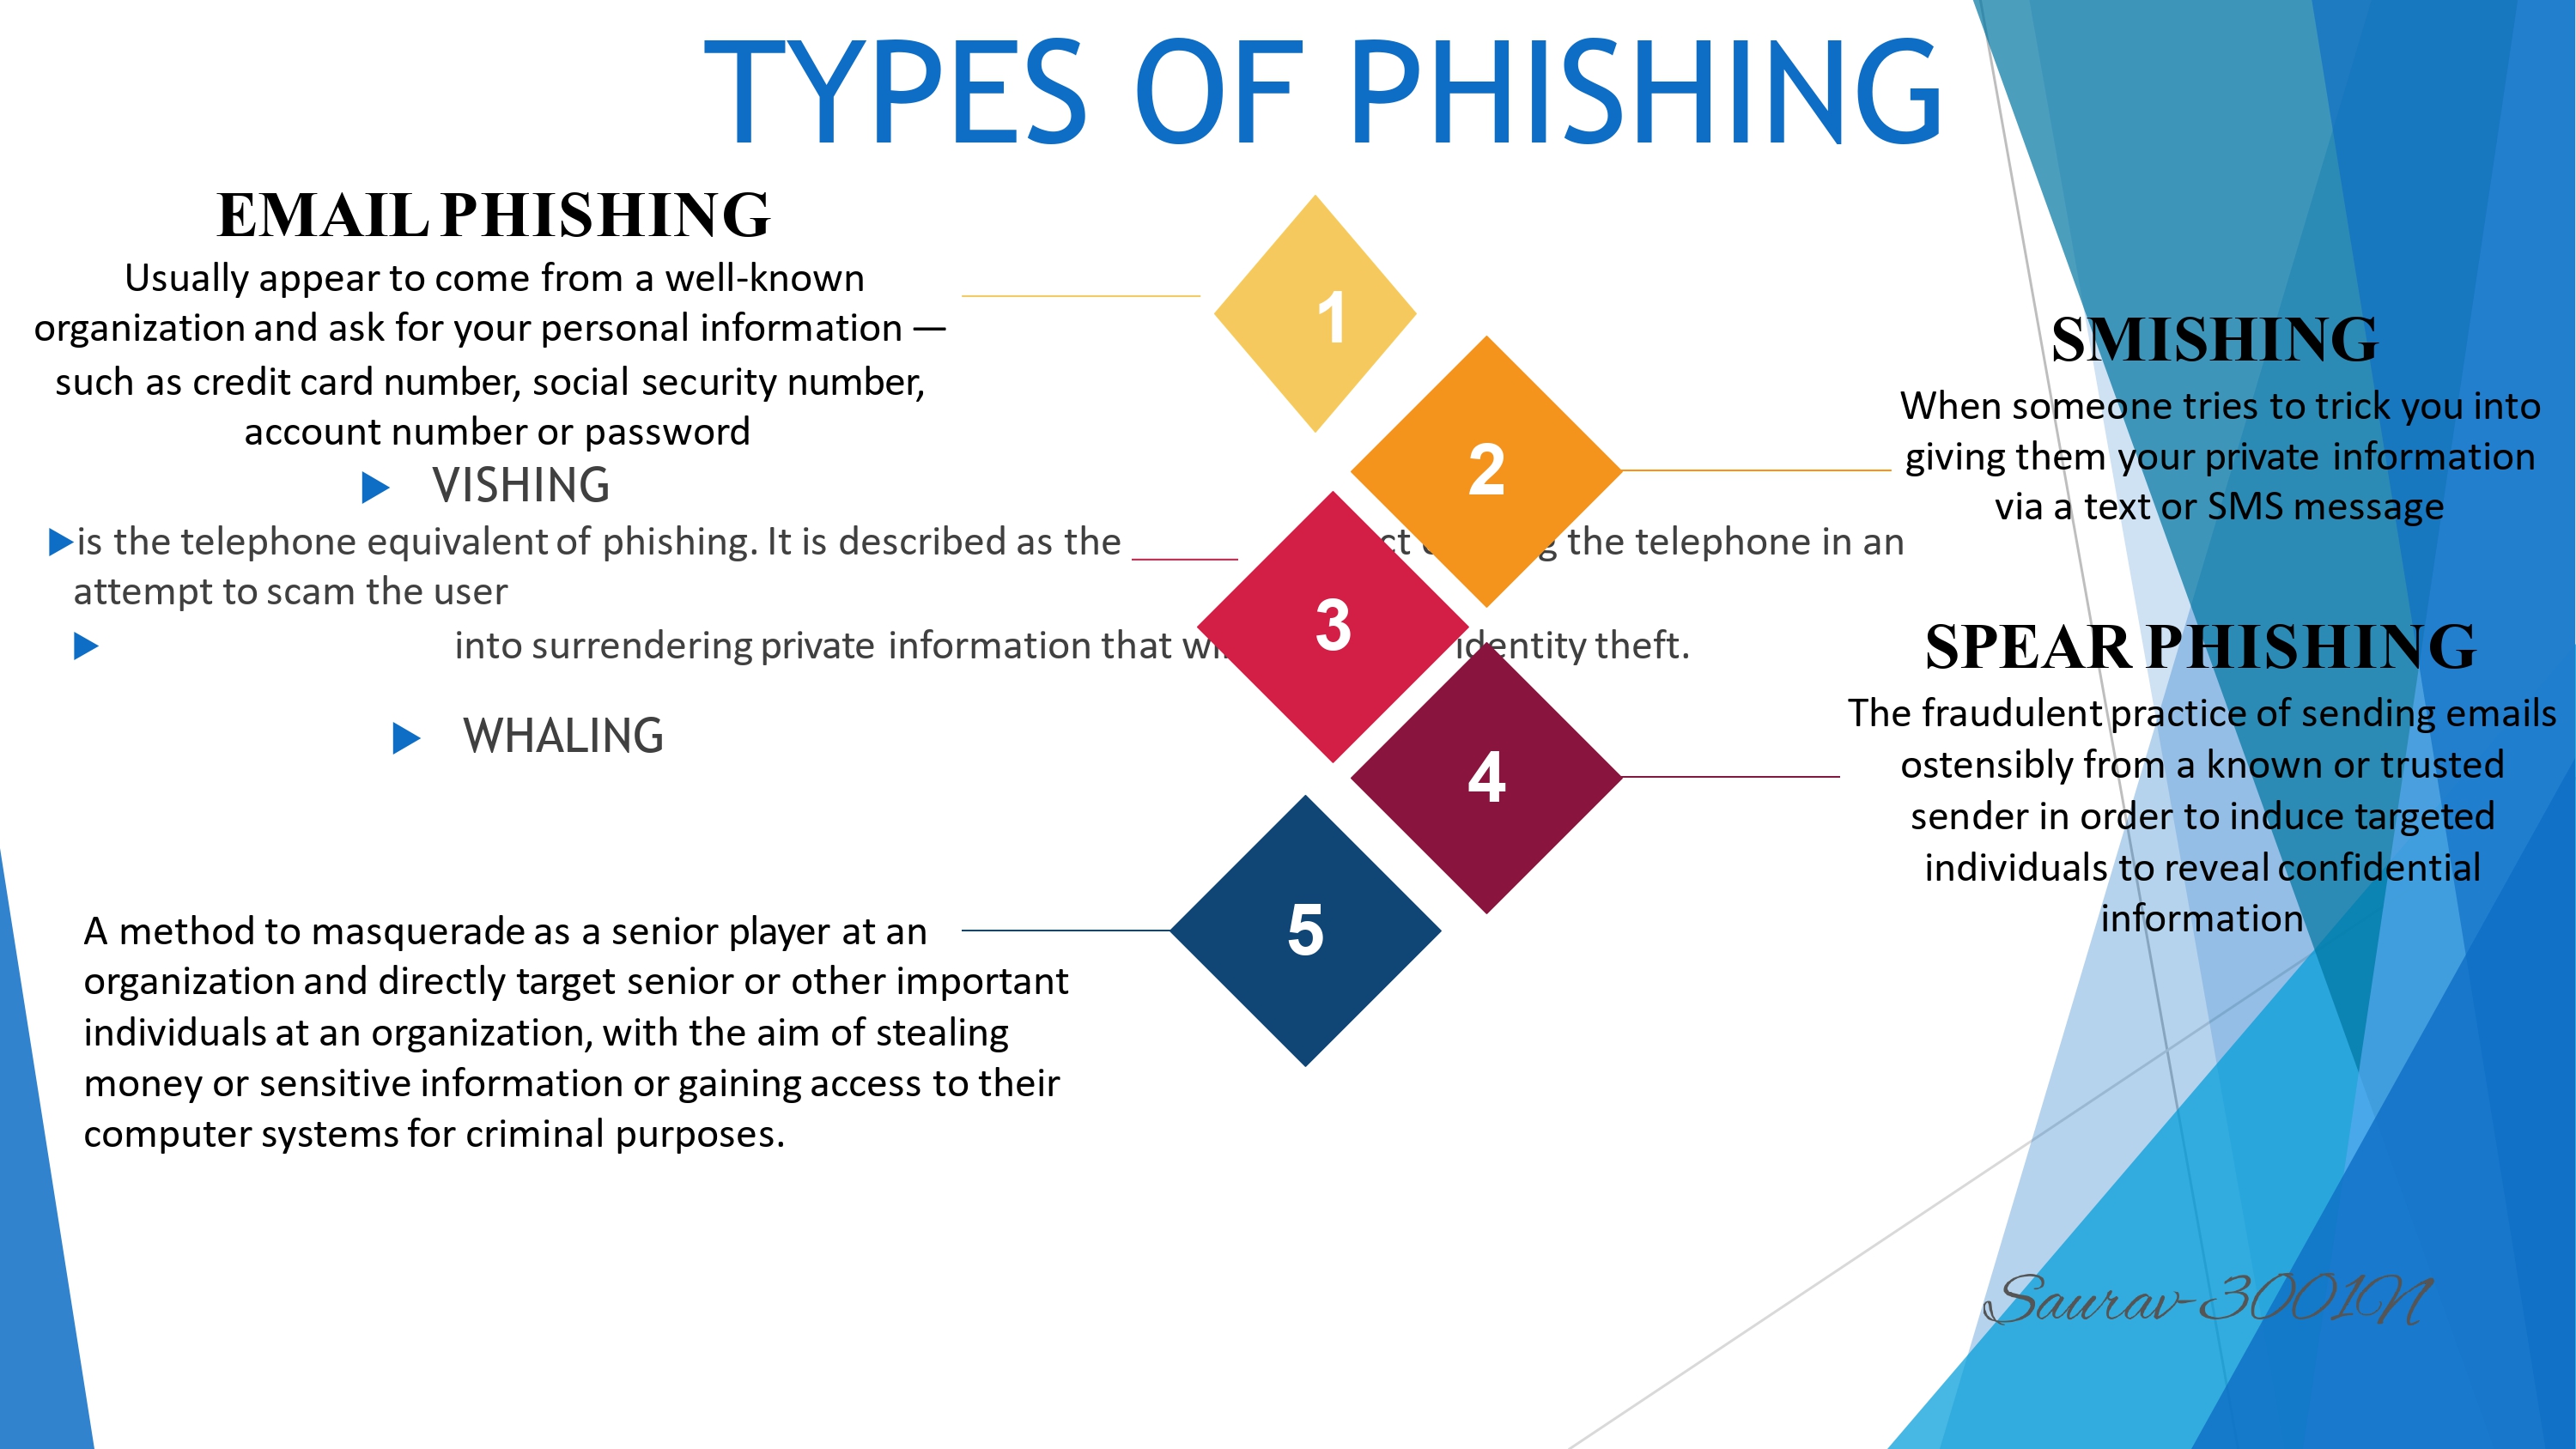 TYPES OF PHISHING
EMAIL PHISHING
Usually appear to come from a well-known
organization and ask for your personal information —
such as credit card number, social security number,
account number or password
1
2
SMISHING
When someone tries to trick you into
giving them your private information
via a text or SMS message
VISHING
is the telephone equivalent of phishing. It is described as the the telephone in an
attempt to scam the user
into surrendering private information that identity theft.
3
4
SPEAR PHISHING
The fraudulent practice of sending emails
ostensibly from a known or trusted
sender in order to induce targeted
individuals to reveal confidential
information
WHALING
5
A method to masquerade as a senior player at an
organization and directly target senior or other important
individuals at an organization, with the aim of stealing
money or sensitive information or gaining access to their
computer systems for criminal purposes.
Saurav-3001N